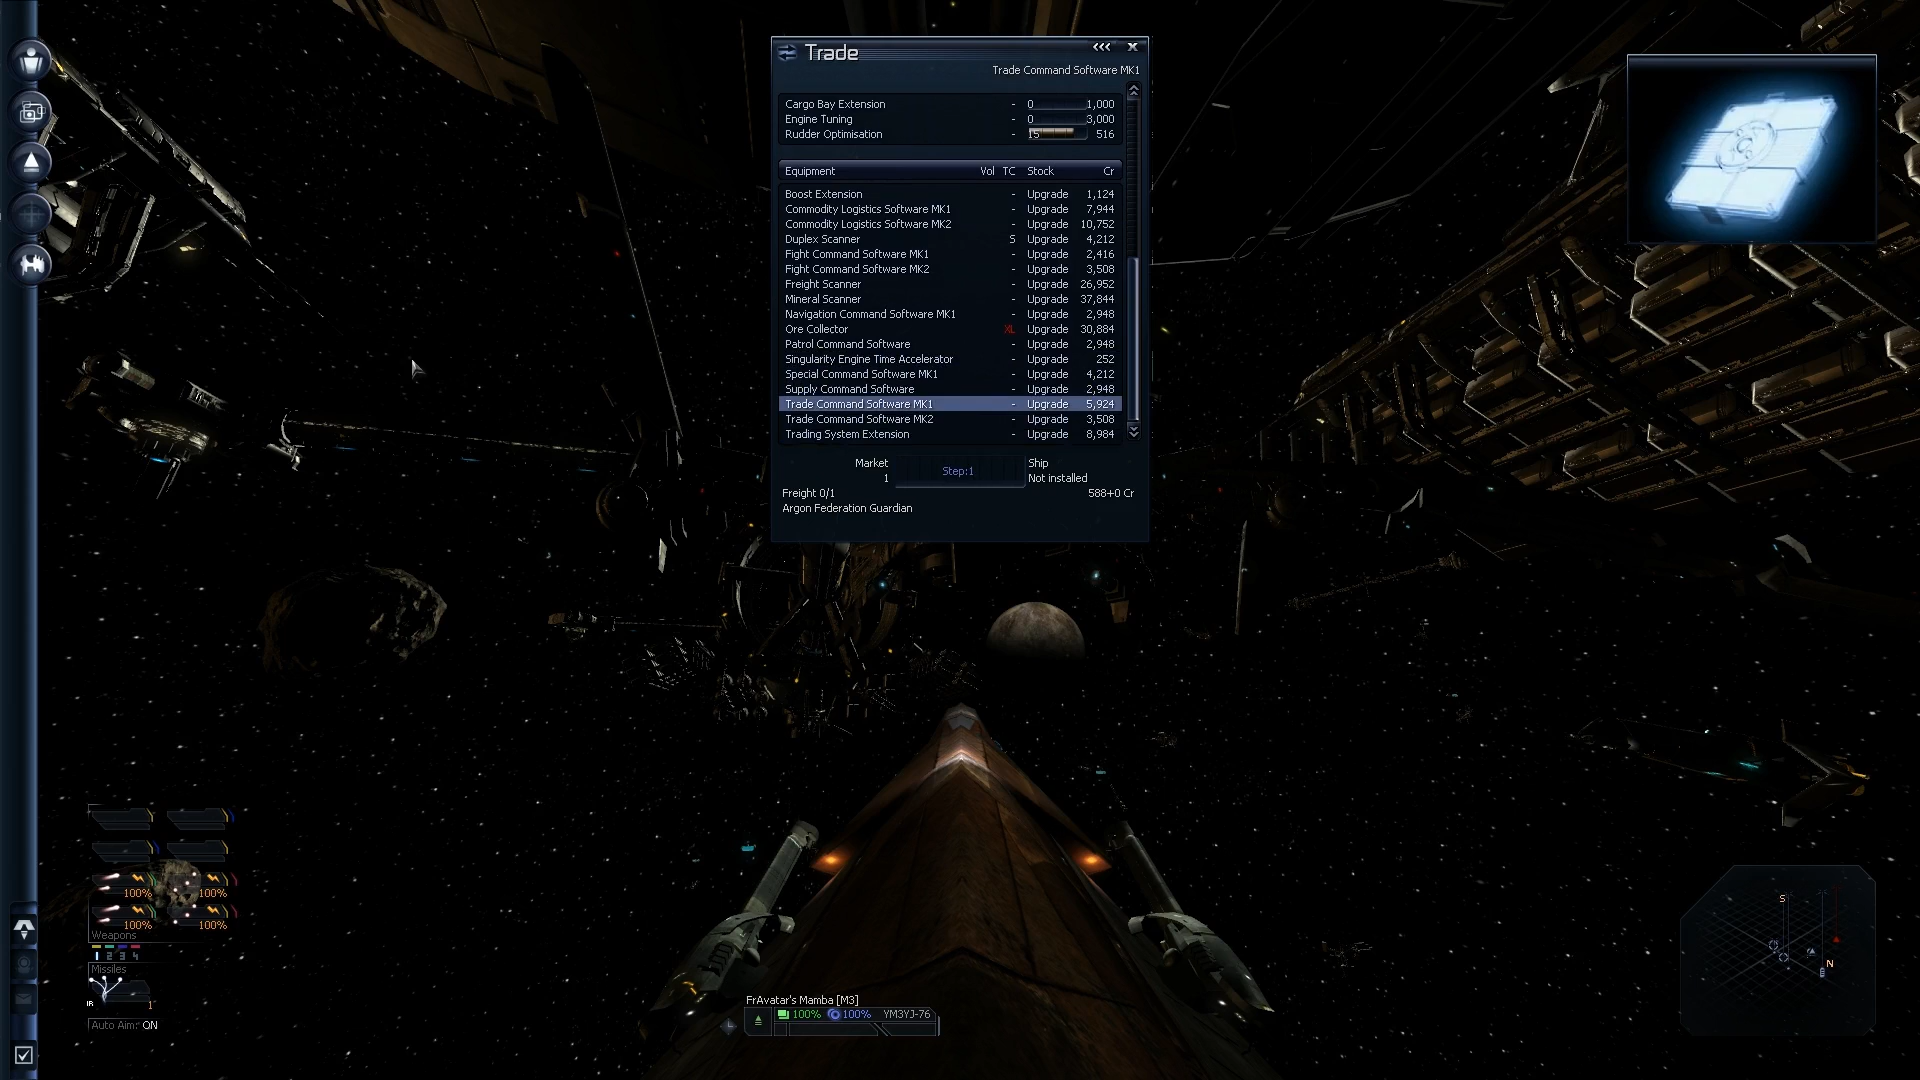 Trade
Trade Command Software MK1
Cargo Bay Extension - 0 1,000
Engine Tuning - 0 3,000
Rudder Optimisation - 15 516
Equipment Vol TC Stock Cr
Boost Extension - Upgrade 1,124
Commodity Logistics Software MK1 - Upgrade 7,944
Commodity Logistics Software MK2 - Upgrade 10,752
Duplex Scanner S Upgrade 4,212
Fight Command Software MK1 - Upgrade 2,416
Fight Command Software MK2 - Upgrade 3,508
Freight Scanner - Upgrade 26,952
Mineral Scanner - Upgrade 37,844
Navigation Command Software MK1 - Upgrade 2,948
Ore Collector XL Upgrade 30,884
Patrol Command Software - Upgrade 2,948
Singularity Engine Time Accelerator - Upgrade 252
Special Command Software MK1 - Upgrade 4,212
Supply Command Software - Upgrade 2,948
Trade Command Software MK1 - Upgrade 5,924
Trade Command Software MK2 - Upgrade 3,508
Trading System Extension - Upgrade 8,984
Market Ship
1 Step:1 Not installed
Freight 0/1 588+0 Cr
Argon Federation Guardian
100% 100%
100% 100%
Weapons
1 2 3 4
Missiles
IR 1
Auto Aim: ON
FrAvatar's Mamba [M3]
100% 100% YM3YJ-76
S
N